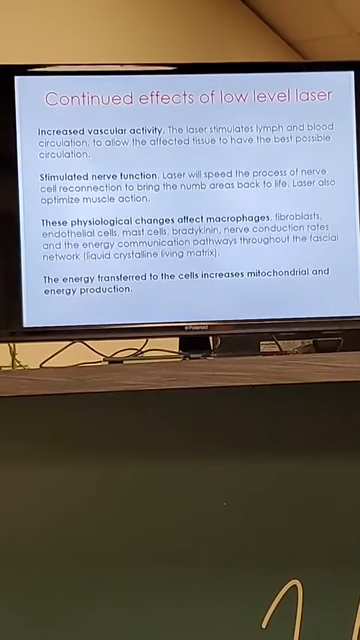 Continued effects of low level laser
Increased vascular activity. The laser stimulates lymph and blood
circulation, to allow the affected tissue to have the best possible
circulation.
Stimulated nerve function. Laser will speed the process of nerve
cell reconnection to bring the numb areas back to life. Laser also
optimize muscle action.
These physiological changes affect macrophages, fibroblasts,
endothelial cells, mast cells, bradykinin, nerve conduction rates
and the energy communication pathways throughout the fascial
network (liquid crystalline living matrix).
The energy transferred to the cells increases mitochondrial and
energy production.
Polaroid